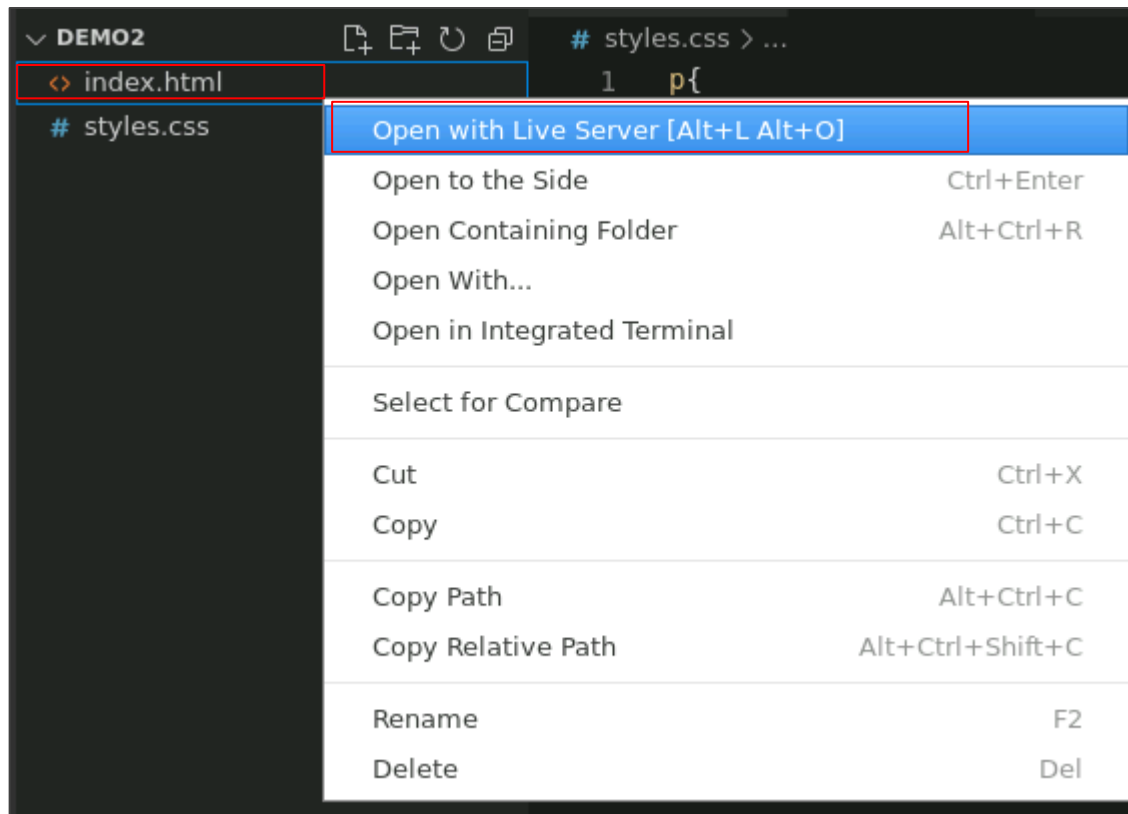 DEMO2
# styles.css > ...
<> index.html
1 p{
# styles.css
Open with Live Server [Alt+L Alt+O]
Open to the Side Ctrl+Enter
Open Containing Folder Alt+Ctrl+R
Open With...
Open in Integrated Terminal
Select for Compare
Cut Ctrl+X
Copy Ctrl+C
Copy Path Alt+Ctrl+C
Copy Relative Path Alt+Ctrl+Shift+C
Rename F2
Delete Del